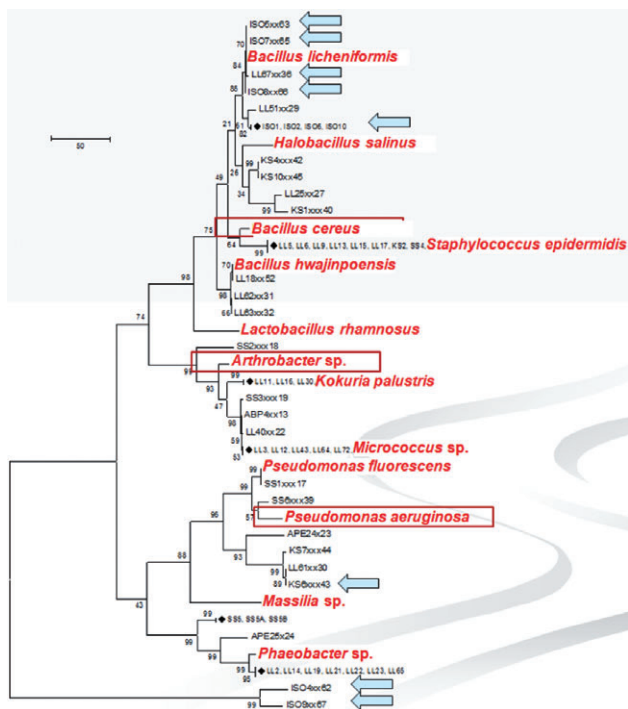 ISO5xx63
ISO7xx65
70
Bacillus licheniformis
84
LL67xx36
85
ISO8xx66
LL51xx29
21
61
ISO1, ISO2, ISO6, ISO10
82
50
Halobacillus salinus
26
99
KS4xxx42
KS10xx46
49
34
LL25xx27
99
KS1xxx40
75
Bacillus cereus
64
99
LL5, LL6, LL9, LL13, LL15, LL17, KS2, SS4, Staphylococcus epidermidis
70
Bacillus hwajinpoensis
LL18xx52
98
98
LL62xx31
66
LL63xx32
74
Lactobacillus rhamnosus
SS2xxx18
99
Arthrobacter sp.
93
99
LL11, LL16, LL30, Kokuria palustris
47
SS3xxx19
98
ABP4xx13
LL40xx22
59
53
LL3, LL12, LL43, LL64, LL72, Micrococcus sp.
Pseudomonas fluorescens
99
SS1xxx17
99
SS6xxx39
57
Pseudomonas aeruginosa
96
APE24x23
93
KS7xxx44
99
LL61xx30
88
89
KS6xxx43
Massilia sp.
43
99
SS5, SS5A, SS5B
99
APE25x24
99
Phaeobacter sp.
99
95
LL2, LL14, LL19, LL21, LL22, LL23, LL65
ISO4xx62
99
ISO9xx67